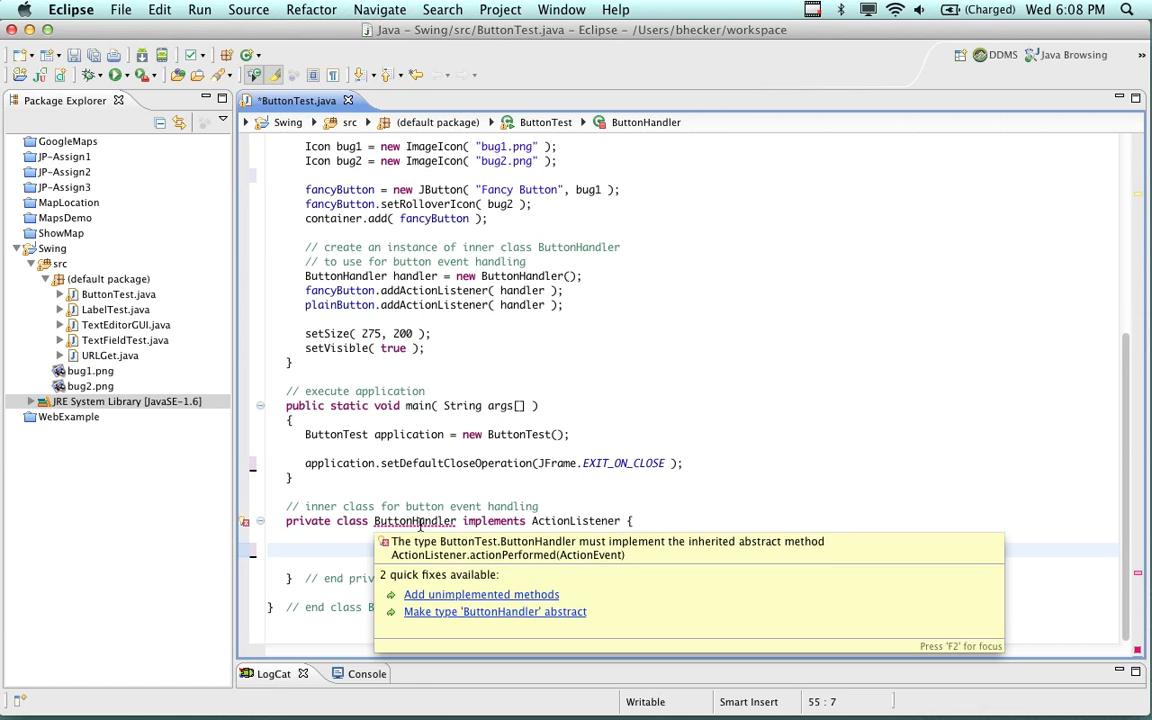 Eclipse File Edit Run Source Refactor Navigate Search Project Window Help (Charged) Wed 6:08 PM
Java - Swing/src/ButtonTest.java - Eclipse - /Users/bhecker/workspace
DDMS Java Browsing »
Package Explorer
*ButtonTest.java
Swing src (default package) ButtonTest ButtonHandler
GoogleMaps
JP-Assign1
JP-Assign2
JP-Assign3
MapLocation
MapsDemo
ShowMap
Swing
src
(default package)
ButtonTest.java
LabelTest.java
TextEditorGUI.java
TextFieldTest.java
URLGet.java
bug1.png
bug2.png
JRE System Library [JavaSE-1.6]
WebExample
Icon bug1 = new ImageIcon( "bug1.png" );
Icon bug2 = new ImageIcon( "bug2.png" );
fancyButton = new JButton( "Fancy Button", bug1 );
fancyButton.setRolloverIcon( bug2 );
container.add( fancyButton );
// create an instance of inner class ButtonHandler
// to use for button event handling
ButtonHandler handler = new ButtonHandler();
fancyButton.addActionListener( handler );
plainButton.addActionListener( handler );
setSize( 275, 200 );
setVisible( true );
}
// execute application
public static void main( String args[] )
{
ButtonTest application = new ButtonTest();
application.setDefaultCloseOperation(JFrame.EXIT_ON_CLOSE );
}
// inner class for button event handling
private class ButtonHandler implements ActionListener {
The type ButtonTest.ButtonHandler must implement the inherited abstract method
ActionListener.actionPerformed(ActionEvent)
2 quick fixes available:
Add unimplemented methods
Make type 'ButtonHandler' abstract
Press 'F2' for focus
} // end priv
} // end class B
LogCat Console
Writable Smart Insert 55 : 7